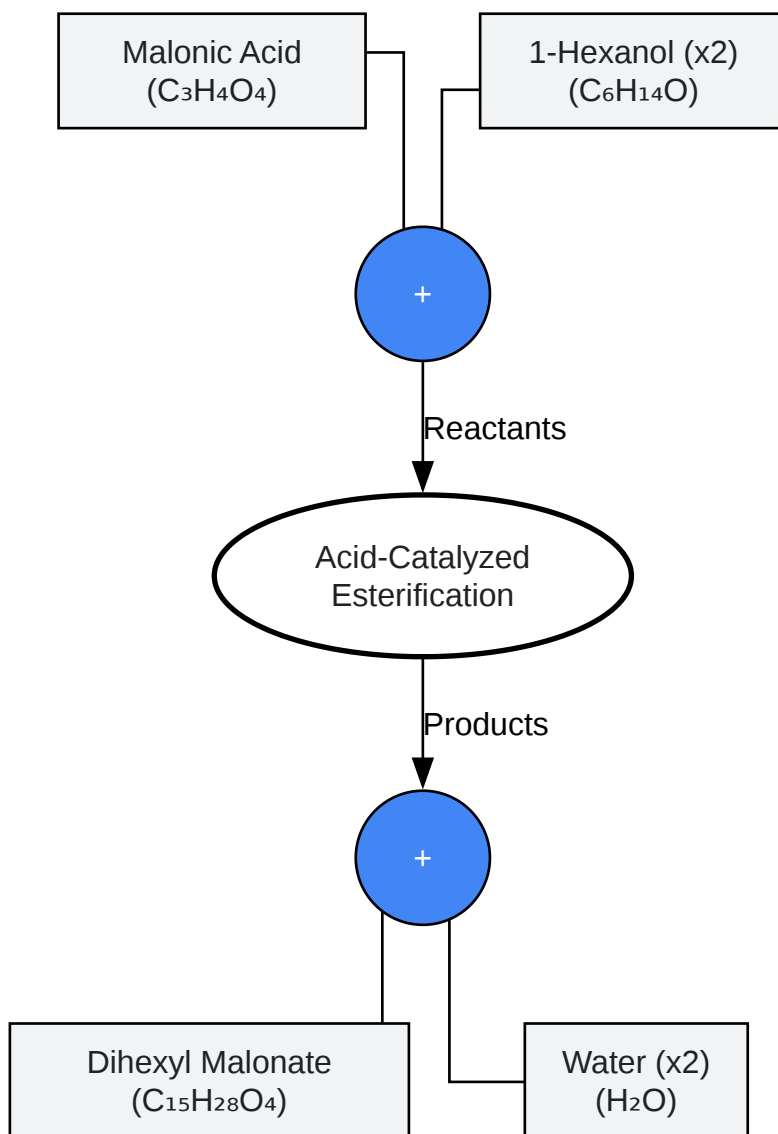 Malonic Acid
(C₃H₄O₄)
1-Hexanol (x2)
(C₆H₁₄O)
+
Reactants
Acid-Catalyzed
Esterification
Products
+
Dihexyl Malonate
(C₁₅H₂₈O₄)
Water (x2)
(H₂O)